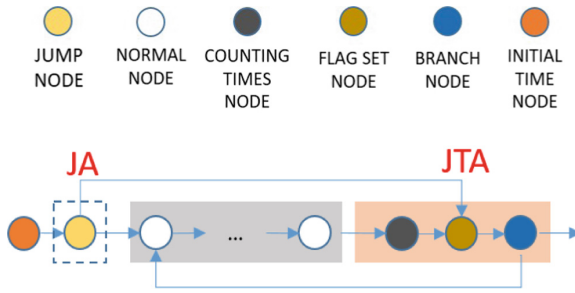 JUMP
NODE
NORMAL
NODE
COUNTING
TIMES
NODE
FLAG SET
NODE
BRANCH
NODE
INITIAL
TIME
NODE
JA
JTA
...